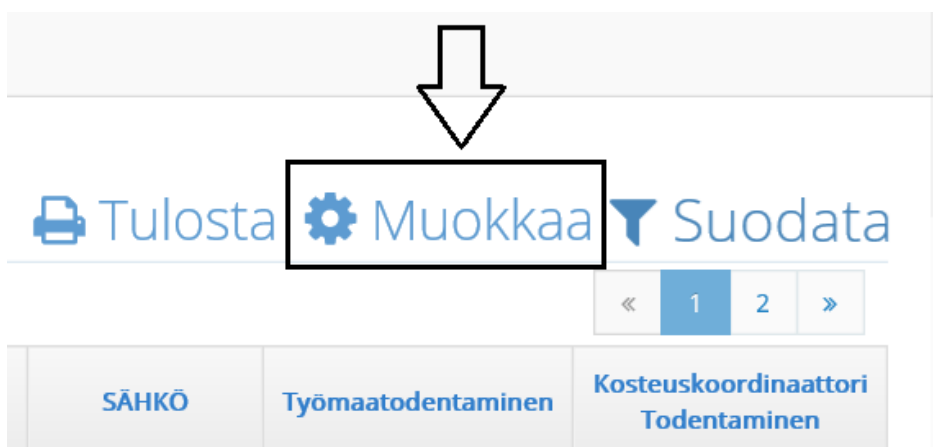 Tulosta Muokkaa Suodata
« 1 2 »
SÄHKÖ Työmaatodentaminen Kosteuskoordinaattori
Todentaminen